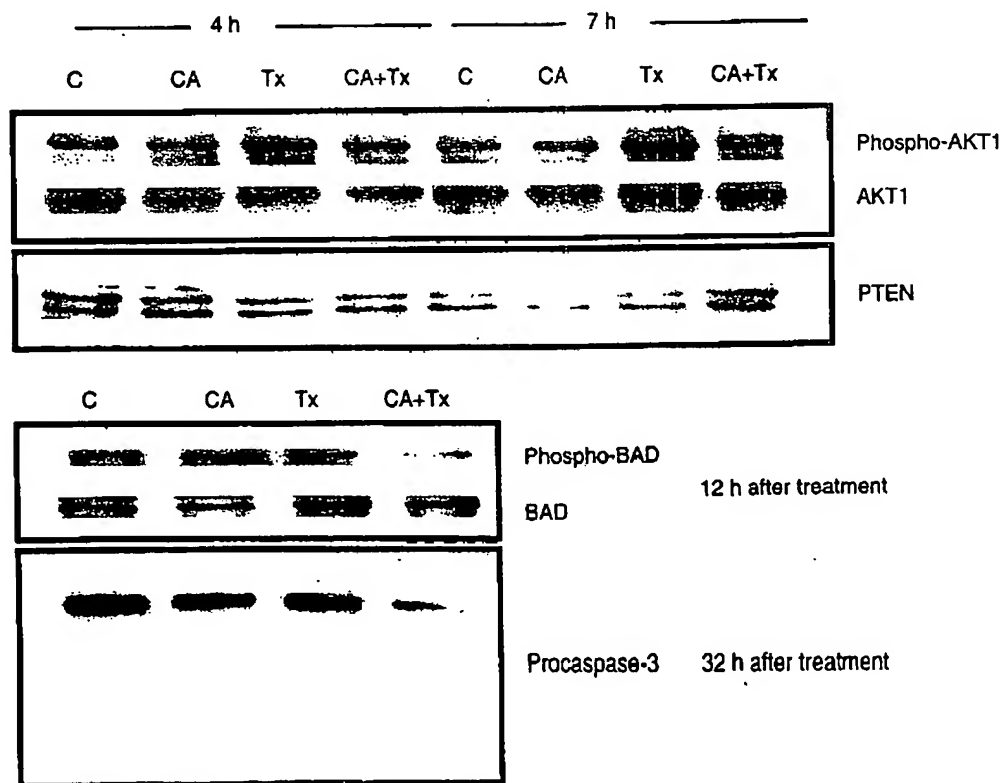 4 h 7 h
C CA Tx CA+Tx C CA Tx CA+Tx
Phospho-AKT1
AKT1
PTEN
C CA Tx CA+Tx
Phospho-BAD
12 h after treatment
BAD
Procaspase-3 32 h after treatment